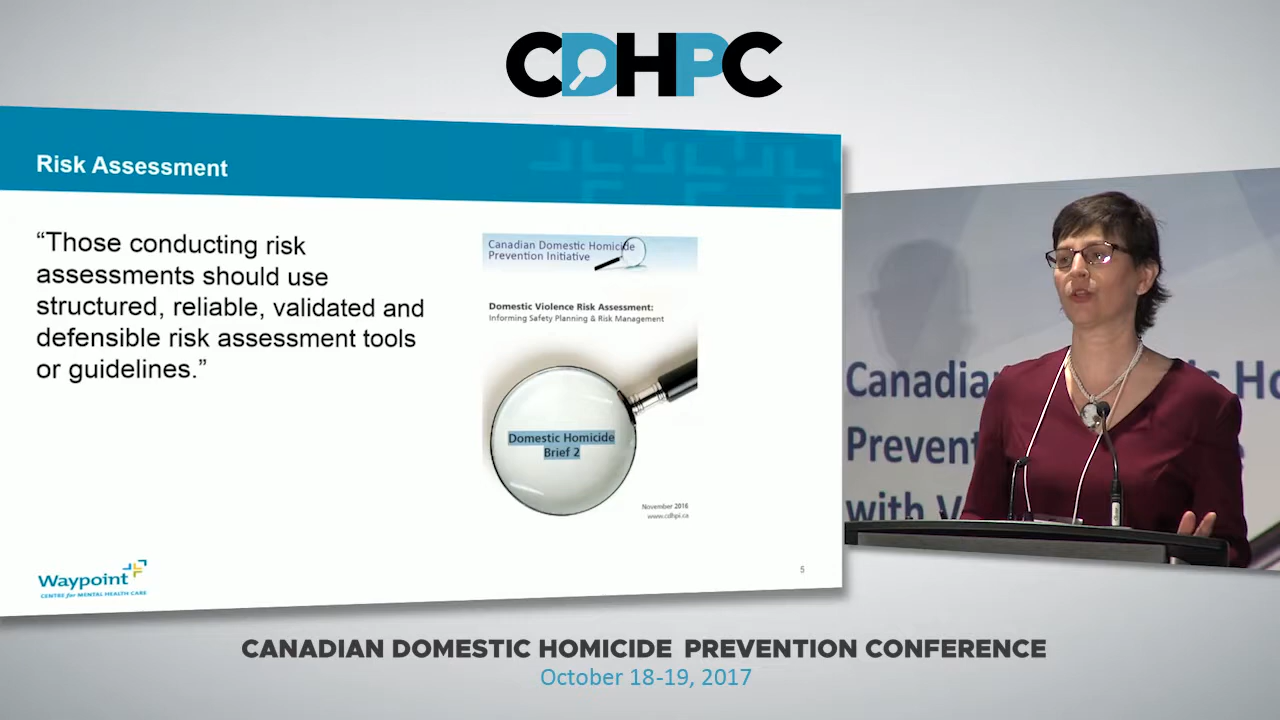 CDHPC
Risk Assessment
“Those conducting risk
assessments should use
structured, reliable, validated and
defensible risk assessment tools
or guidelines.”
Canadian Domestic Homicide
Prevention Initiative
Domestic Violence Risk Assessment:
Informing Safety Planning & Risk Management
Domestic Homicide
Brief 2
November 2016
www.cdhpi.ca
Waypoint
CENTRE for MENTAL HEALTH CARE
5
Canadia
Prevent
with V
CANADIAN DOMESTIC HOMICIDE PREVENTION CONFERENCE
October 18-19, 2017